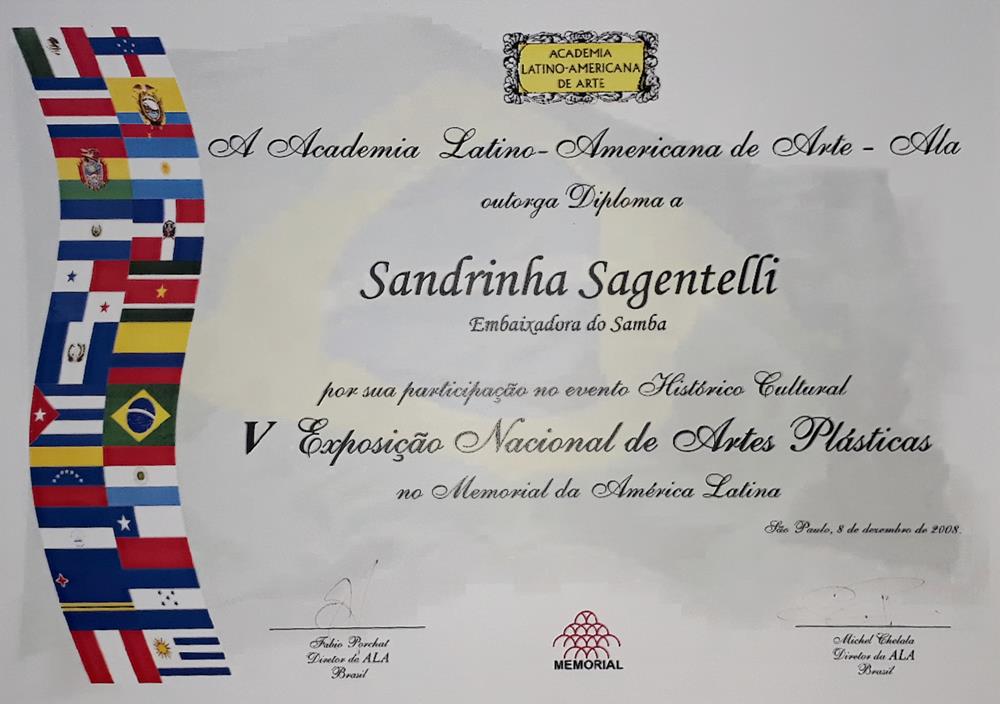 ACADEMIA
LATINO-AMERICANA
DE ARTE
A Academia Latino-Americana de Arte - Ala
outorga Diploma a
Sandrinha Sagentelli
Embaixadora do Samba
por sua participação no evento Histórico Cultural
V Exposição Nacional de Artes Plásticas
no Memorial da América Latina
São Paulo, 8 de dezembro de 2008.
Fabio Porchat
Diretor da ALA
Brasil
MEMORIAL
Michel Chelala
Diretor da ALA
Brasil